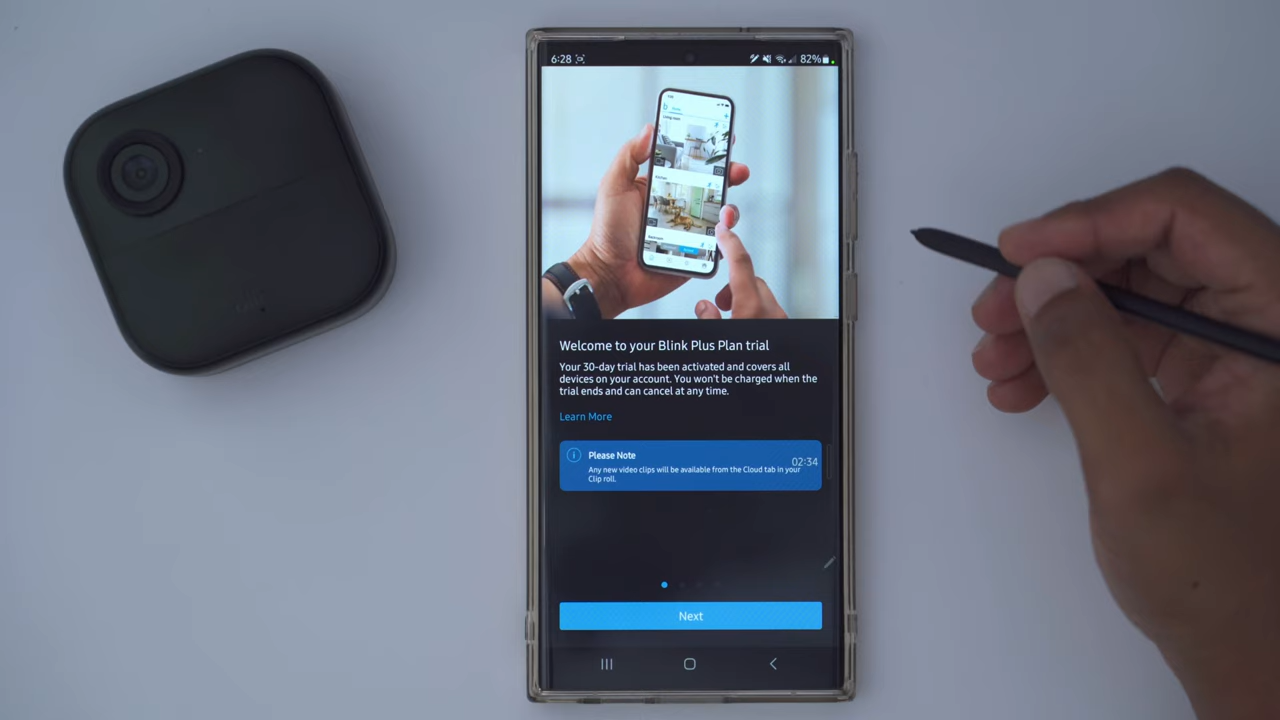 6:28
82%
Living room
Kitchen
Welcome to your Blink Plus Plan trial
Your 30-day trial has been activated and covers all
devices on your account. You won't be charged when the
trial ends and can cancel at any time.
Learn More
Please Note
02:34
Any new video clips will be available from the Cloud tab in your
Clip roll.
Next